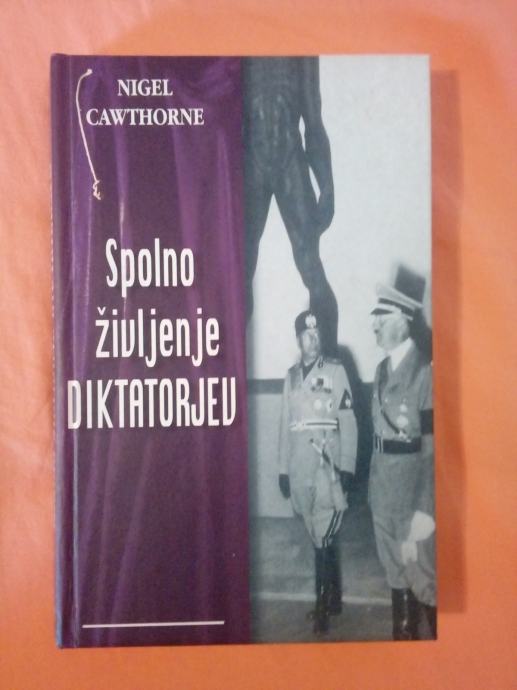 NIGEL
CAWTHORNE
Spolno
življenje
DIKTATORJEV